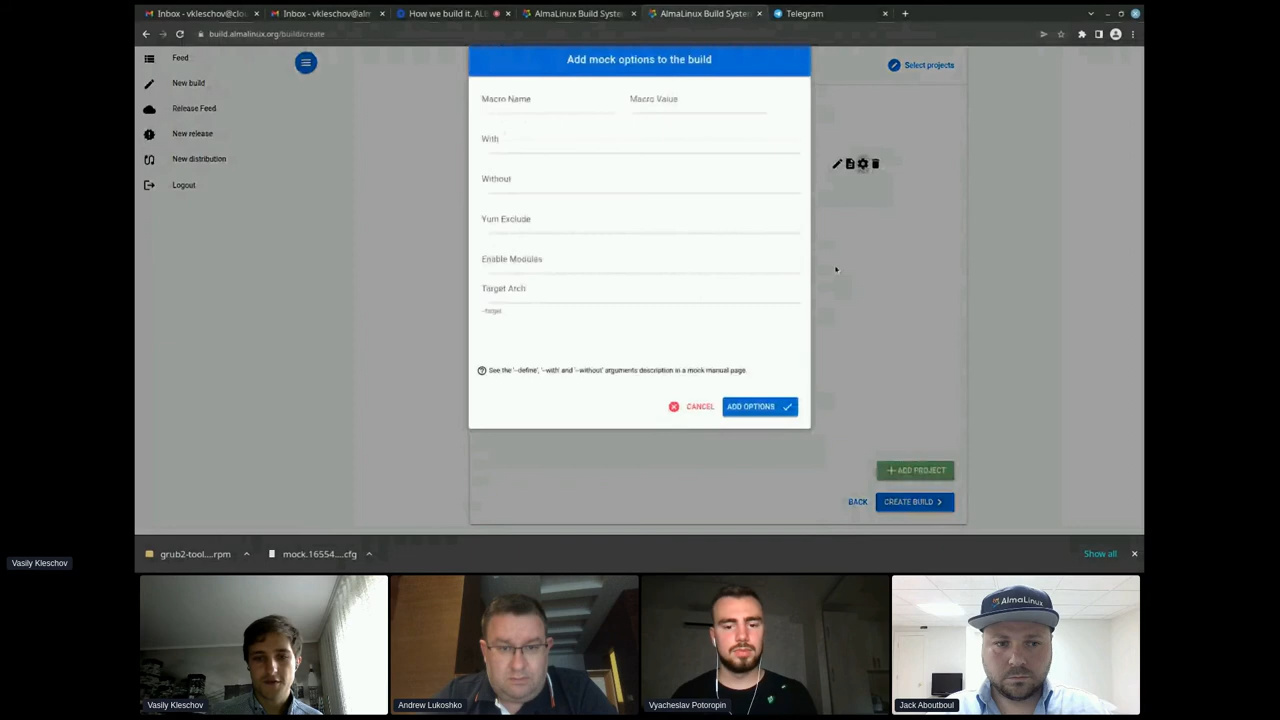 Inbox - vkleschov@clo
Inbox - vkleschov@alm
How we build it. AL
AlmaLinux Build Syste
AlmaLinux Build Syste
Telegram
build.almalinux.org/build/create
Feed
New build
Release Feed
New release
New distribution
Logout
Select projects
Add mock options to the build
Macro Name
Macro Value
With
Without
Yum Exclude
Enable Modules
Target Arch
--target
See the '--define', '--with' and '--without' arguments description in a mock manual page.
CANCEL
ADD OPTIONS
ADD PROJECT
BACK
CREATE BUILD
grub2-tool....rpm
mock.16554....cfg
Show all
Vasily Kleschov
Vasily Kleschov
Andrew Lukoshko
Vyacheslav Potoropin
Jack Aboutboul
AlmaLinux